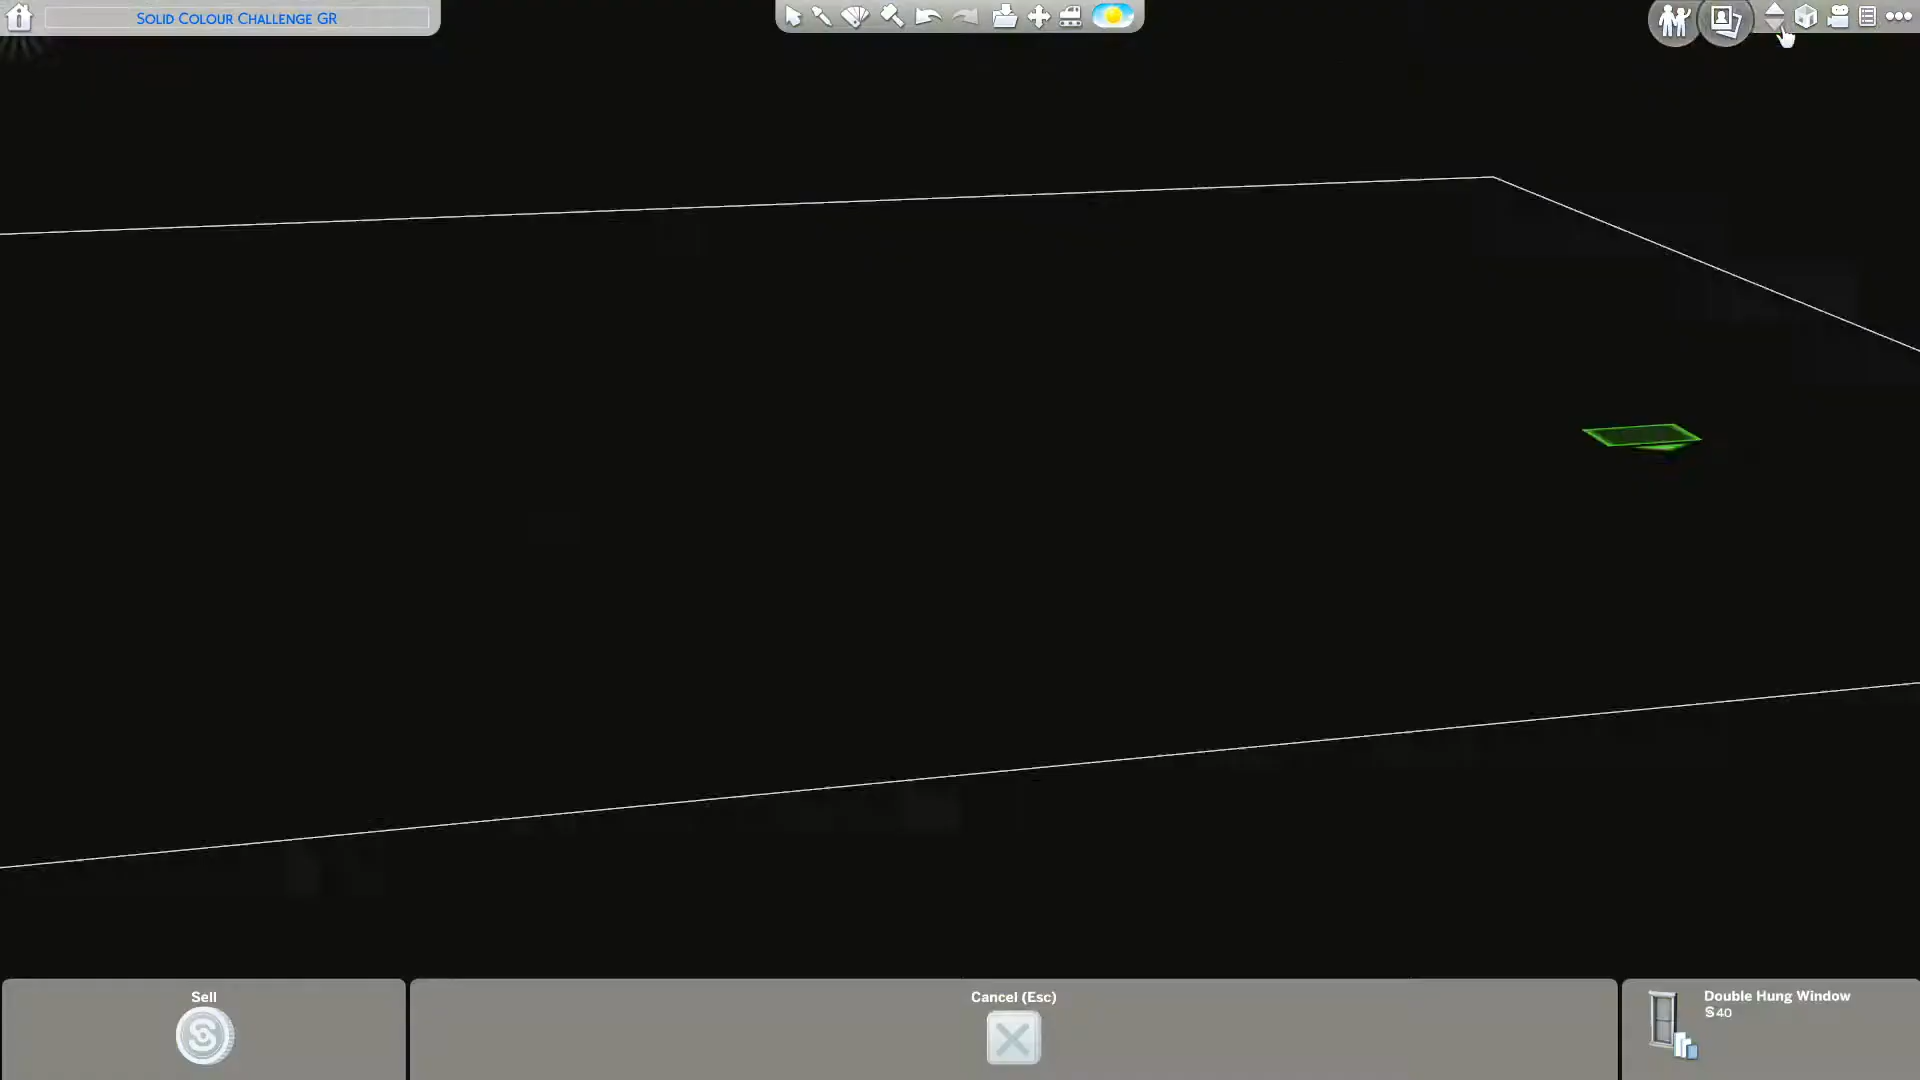 SOLID COLOUR CHALLENGE GR
Sell
Cancel (Esc)
Double Hung Window
§40